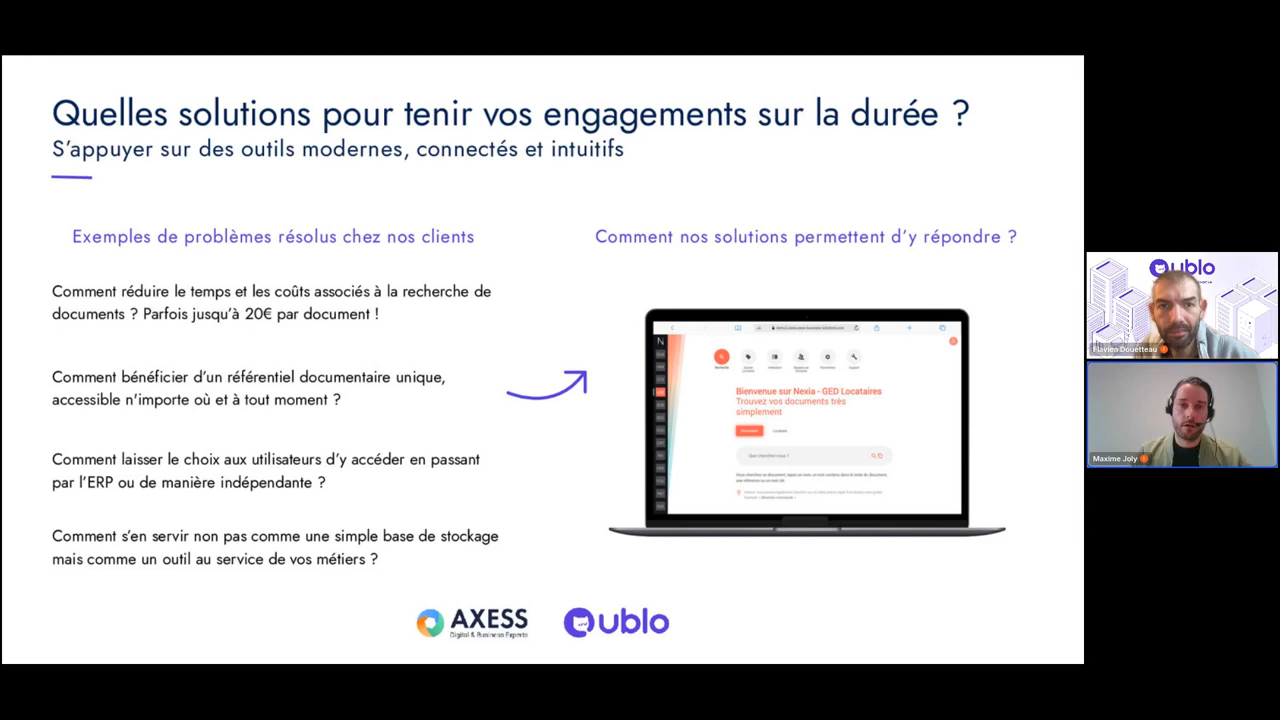 Quelles solutions pour tenir vos engagements sur la durée ?
S'appuyer sur des outils modernes, connectés et intuitifs
Exemples de problèmes résolus chez nos clients
Comment réduire le temps et les coûts associés à la recherche de
documents ? Parfois jusqu'à 20€ par document !
Comment bénéficier d'un référentiel documentaire unique,
accessible n'importe où et à tout moment ?
Comment laisser le choix aux utilisateurs d'y accéder en passant
par l'ERP ou de manière indépendante ?
Comment s'en servir non pas comme une simple base de stockage
mais comme un outil au service de vos métiers ?
Comment nos solutions permettent d'y répondre ?
Bienvenue sur Nexia - GED Locataires
Trouvez vos documents très
simplement
Que cherchez-vous ?
AXESS
Digital & Business Experts
ublo
ublo
Flavien Douetteau
Maxime Joly